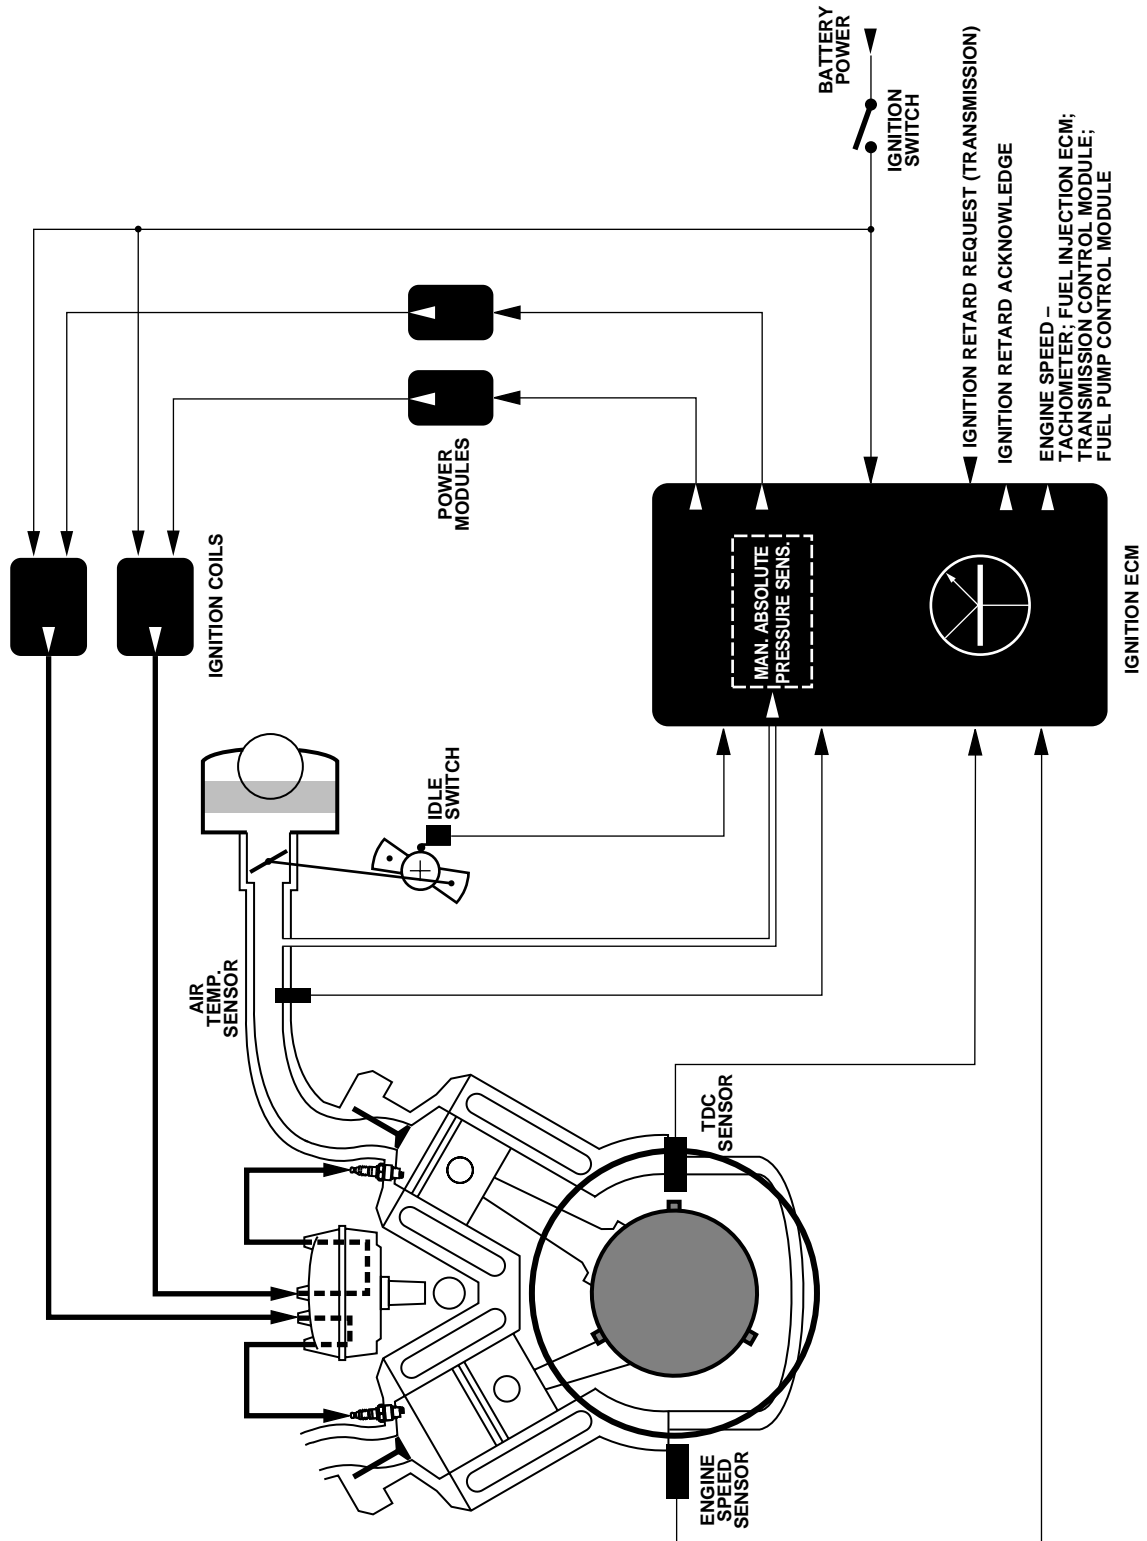 BATTERY
POWER
IGNITION
SWITCH
IGNITION RETARD REQUEST (TRANSMISSION)
IGNITION RETARD ACKNOWLEDGE
ENGINE SPEED –
TACHOMETER; FUEL INJECTION ECM;
TRANSMISSION CONTROL MODULE;
FUEL PUMP CONTROL MODULE
POWER
MODULES
IGNITION COILS
MAN. ABSOLUTE
PRESSURE SENS.
IGNITION ECM
IDLE
SWITCH
AIR
TEMP.
SENSOR
TDC
SENSOR
ENGINE
SPEED
SENSOR